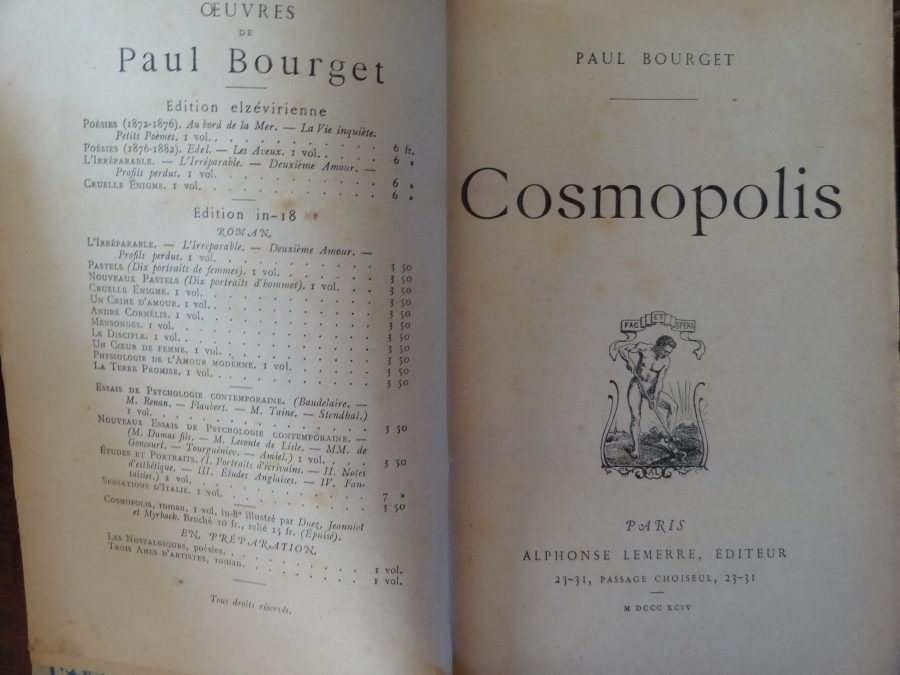 ŒUVRES
DE
Paul Bourget
Edition elzévirienne
POÉSIES (1872-1876). Au bord de la Mer. — La Vie inquiète.
Petits Poèmes. 1 vol. . . . . . . . . . . . 6 fr.
POÉSIES (1876-1882). Edel. — Les Aveux. 1 vol. . . . 6 »
L'IRRÉPARABLE. — L'Irréparable. — Deuxième Amour. —
Profils perdus. 1 vol. . . . . . . . . . . . 6 »
CRUELLE ÉNIGME. 1 vol. . . . . . . . . . . 6 »
Edition in-18
ROMAN
L'IRRÉPARABLE. — L'Irréparable. — Deuxième Amour. —
Profils perdus. 1 vol. . . . . . . . . . . . 3 50
PASTELS (Dix portraits de femmes). 1 vol. . . . . . 3 50
NOUVEAUX PASTELS (Dix portraits d'hommes). 1 vol. . . 3 50
CRUELLE ÉNIGME. 1 vol. . . . . . . . . . . 3 50
UN CRIME D'AMOUR. 1 vol. . . . . . . . . . 3 50
ANDRÉ CORNÉLIS. 1 vol. . . . . . . . . . . 3 50
MENSONGES. 1 vol. . . . . . . . . . . . . 3 50
LE DISCIPLE. 1 vol. . . . . . . . . . . . . 3 50
UN CŒUR DE FEMME. 1 vol. . . . . . . . . . 3 50
PHYSIOLOGIE DE L'AMOUR MODERNE. 1 vol. . . . . 3 50
LA TERRE PROMISE. 1 vol. . . . . . . . . . . 3 50
ESSAIS DE PSYCHOLOGIE CONTEMPORAINE. (Baudelaire. —
M. Renan. — Flaubert. — M. Taine. — Stendhal.)
1 vol. . . . . . . . . . . . . . . . . . 3 50
NOUVEAUX ESSAIS DE PSYCHOLOGIE CONTEMPORAINE. —
(M. Dumas fils. — M. Leconte de Lisle. — MM. de
Goncourt. — Tourguéniev. — Amiel.) 1 vol. . . . . 3 50
ÉTUDES ET PORTRAITS. (I. Portraits d'écrivains. — II. Notes
d'esthétique. — III. Études Anglaises. — IV. Fan-
taisies.) 2 vol. . . . . . . . . . . . . . . 7 »
SENSATIONS D'ITALIE. 1 vol. . . . . . . . . . 3 50
COSMOPOLIS, roman. 1 vol. in-8º illustré par Duez, Jeanniot
et Myrbach. Broché 10 fr., relié 15 fr. (Épuisé).
EN PRÉPARATION
LES NOSTALGIQUES, poésies. . . . . . . . . . 1 vol.
TROIS AMES D'ARTISTES, roman. . . . . . . . . 1 vol.
Tous droits réservés.
PAUL BOURGET
Cosmopolis
FAC ET SPERA
AL
PARIS
ALPHONSE LEMERRE, ÉDITEUR
23-31, PASSAGE CHOISEUL, 23-31
M DCCC XCIV